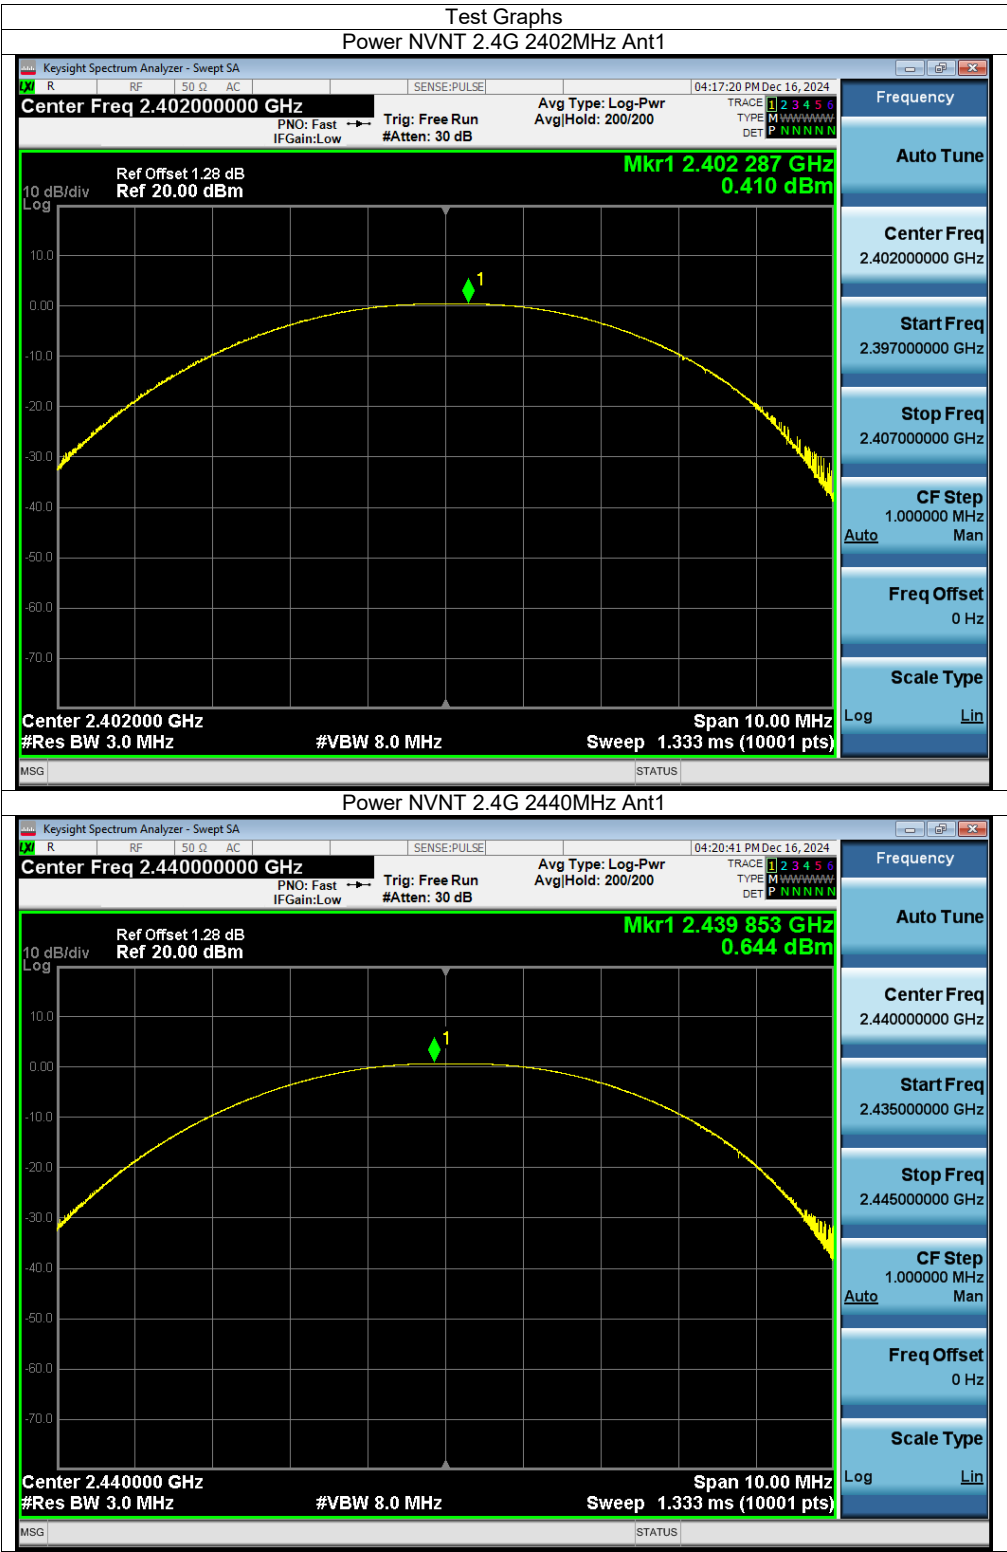 Test Graphs
Power NVNT 2.4G 2402MHz Ant1
Keysight Spectrum Analyzer - Swept SA
LXI R RF 50 Ω AC SENSE:PULSE 04:17:20 PM Dec 16, 2024
Center Freq 2.402000000 GHz Avg Type: Log-Pwr TRACE 1 2 3 4 5 6
PNO: Fast Trig: Free Run Avg|Hold: 200/200 TYPE M WWWWW
IFGain:Low #Atten: 30 dB DET P N N N N N
Mkr1 2.402 287 GHz
0.410 dBm
Ref Offset 1.28 dB
10 dB/div Ref 20.00 dBm
Log
1
10.0
0.00
-10.0
-20.0
-30.0
-40.0
-50.0
-60.0
-70.0
Center 2.402000 GHz Span 10.00 MHz
#Res BW 3.0 MHz #VBW 8.0 MHz Sweep 1.333 ms (10001 pts)
MSG STATUS
Frequency
Auto Tune
Center Freq
2.402000000 GHz
Start Freq
2.397000000 GHz
Stop Freq
2.407000000 GHz
CF Step
1.000000 MHz
Auto Man
Freq Offset
0 Hz
Scale Type
Log Lin
Power NVNT 2.4G 2440MHz Ant1
Keysight Spectrum Analyzer - Swept SA
LXI R RF 50 Ω AC SENSE:PULSE 04:20:41 PM Dec 16, 2024
Center Freq 2.440000000 GHz Avg Type: Log-Pwr TRACE 1 2 3 4 5 6
PNO: Fast Trig: Free Run Avg|Hold: 200/200 TYPE M WWWWW
IFGain:Low #Atten: 30 dB DET P N N N N N
Mkr1 2.439 853 GHz
0.644 dBm
Ref Offset 1.28 dB
10 dB/div Ref 20.00 dBm
Log
1
10.0
0.00
-10.0
-20.0
-30.0
-40.0
-50.0
-60.0
-70.0
Center 2.440000 GHz Span 10.00 MHz
#Res BW 3.0 MHz #VBW 8.0 MHz Sweep 1.333 ms (10001 pts)
MSG STATUS
Frequency
Auto Tune
Center Freq
2.440000000 GHz
Start Freq
2.435000000 GHz
Stop Freq
2.445000000 GHz
CF Step
1.000000 MHz
Auto Man
Freq Offset
0 Hz
Scale Type
Log Lin